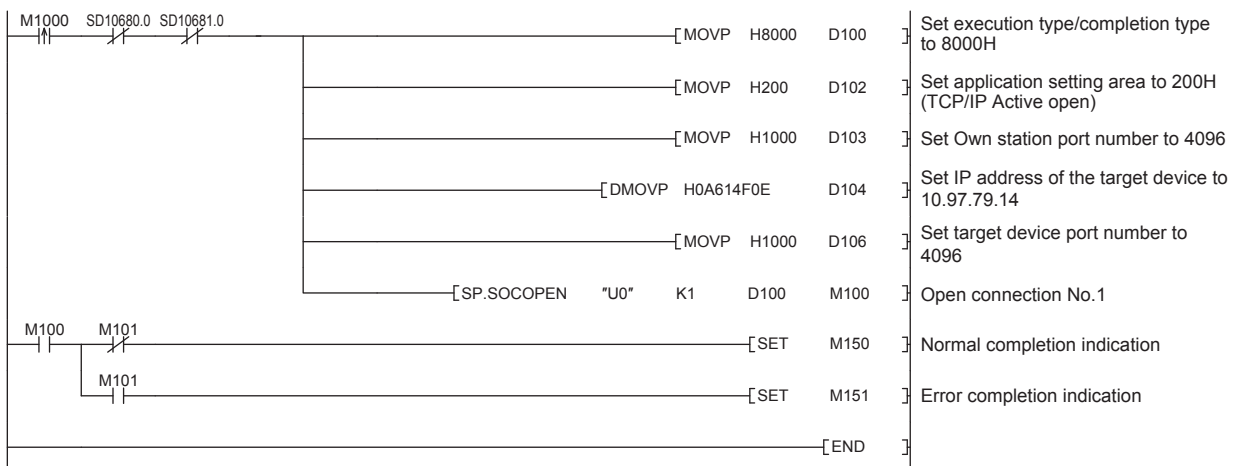 M1000 SD10680.0 SD10681.0
MOVP H8000 D100 Set execution type/completion type
to 8000H
MOVP H200 D102 Set application setting area to 200H
(TCP/IP Active open)
MOVP H1000 D103 Set Own station port number to 4096
DMOVP H0A614F0E D104 Set IP address of the target device to
10.97.79.14
MOVP H1000 D106 Set target device port number to
4096
SP.SOCOPEN "U0" K1 D100 M100 Open connection No.1
M100 M101
SET M150 Normal completion indication
M101
SET M151 Error completion indication
END